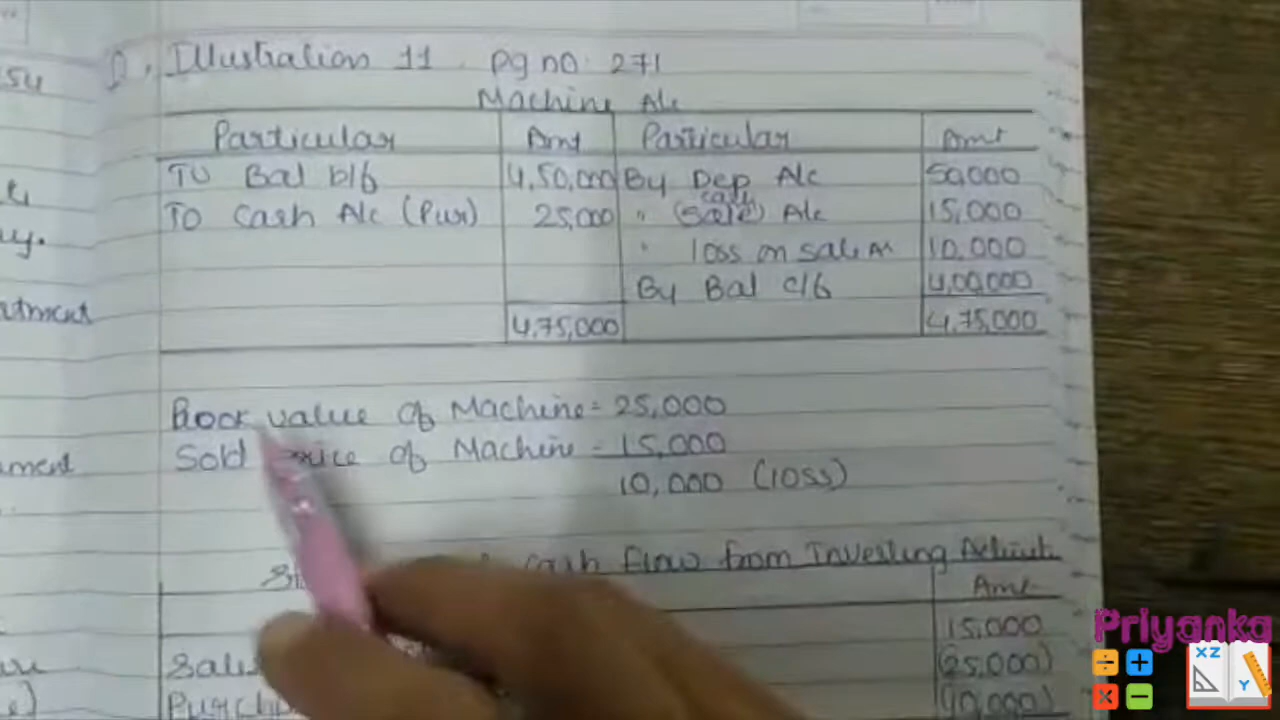 Illustration 11 Pg no. 271
Machine A/c
Particular Amt Particular Amt
To Bal b/f 4,50,000 By Dep A/c 50,000
To Cash A/c (Pur) 25,000 " cash (Sale) A/c 15,000
" loss on sale A/c 10,000
By Bal c/f 4,00,000
4,75,000 4,75,000
Book value of Machine = 25,000
Sold price of Machine - 15,000
10,000 (loss)
cash flow from Investing
Amt
15,000
(25,000)
(10,000)
Priyanka
XZ
Y